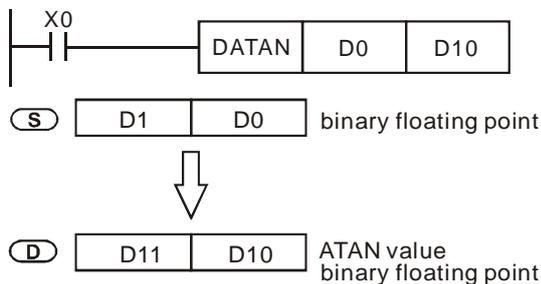 X0
DATAN D0 D10
S D1 D0 binary floating point
D D11 D10 ATAN value
binary floating point